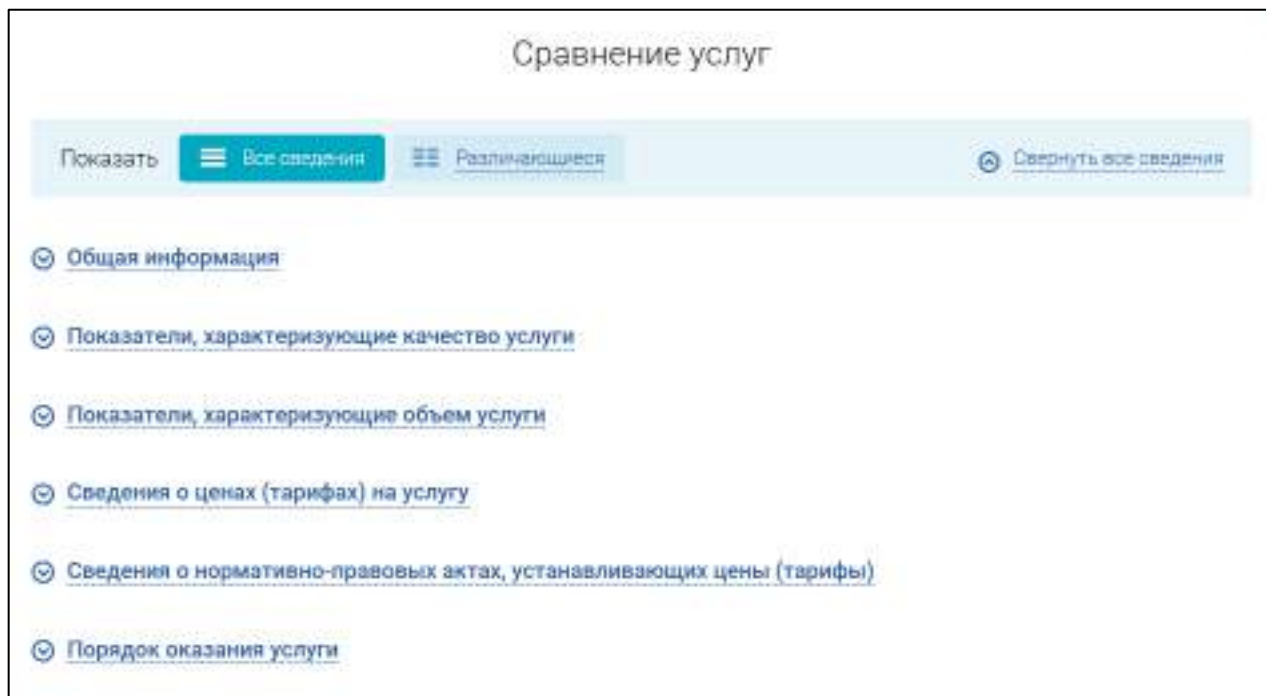 Сравнение услуг
Показать Все сведения Различающиеся Свернуть все сведения
Общая информация
Показатели, характеризующие качество услуги
Показатели, характеризующие объем услуги
Сведения о ценах (тарифах) на услугу
Сведения о нормативно-правовых актах, устанавливающих цены (тарифы)
Порядок оказания услуги